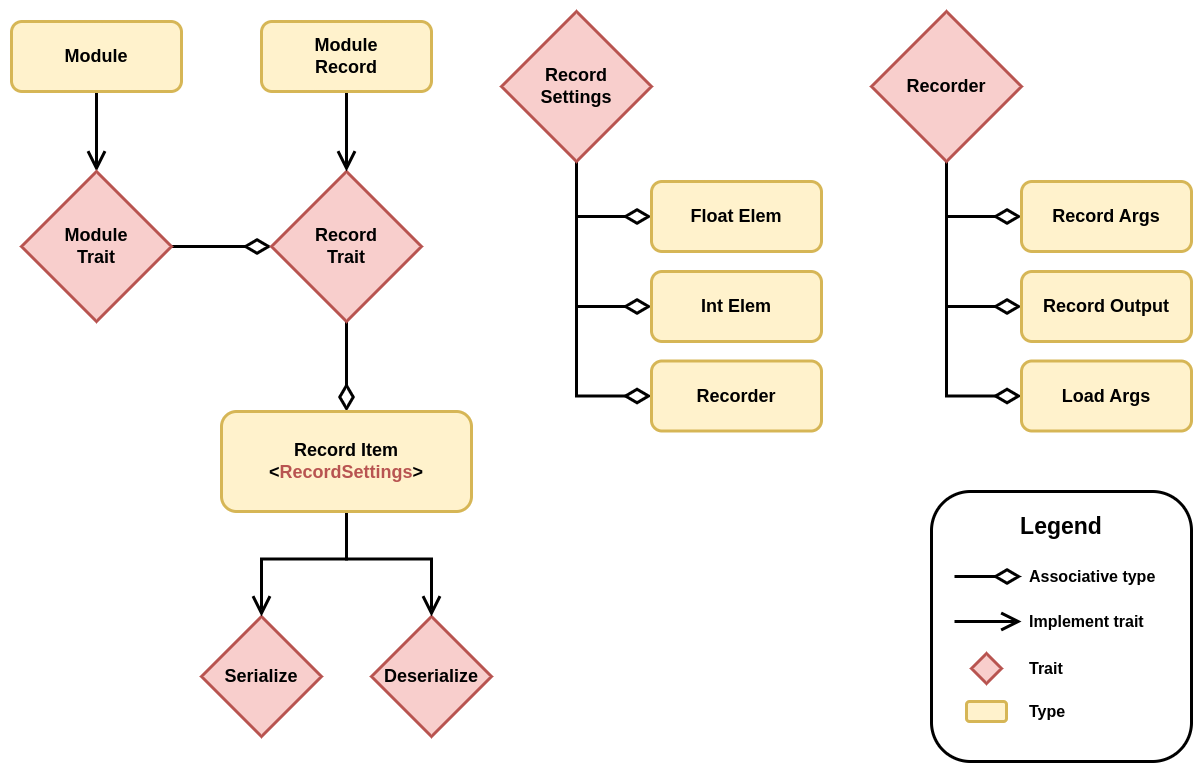 Module
Module
Record
Record
Settings
Recorder
Module
Trait
Record
Trait
Float Elem
Int Elem
Recorder
Record Args
Record Output
Load Args
Record Item
<RecordSettings>
Serialize
Deserialize
Legend
Associative type
Implement trait
Trait
Type